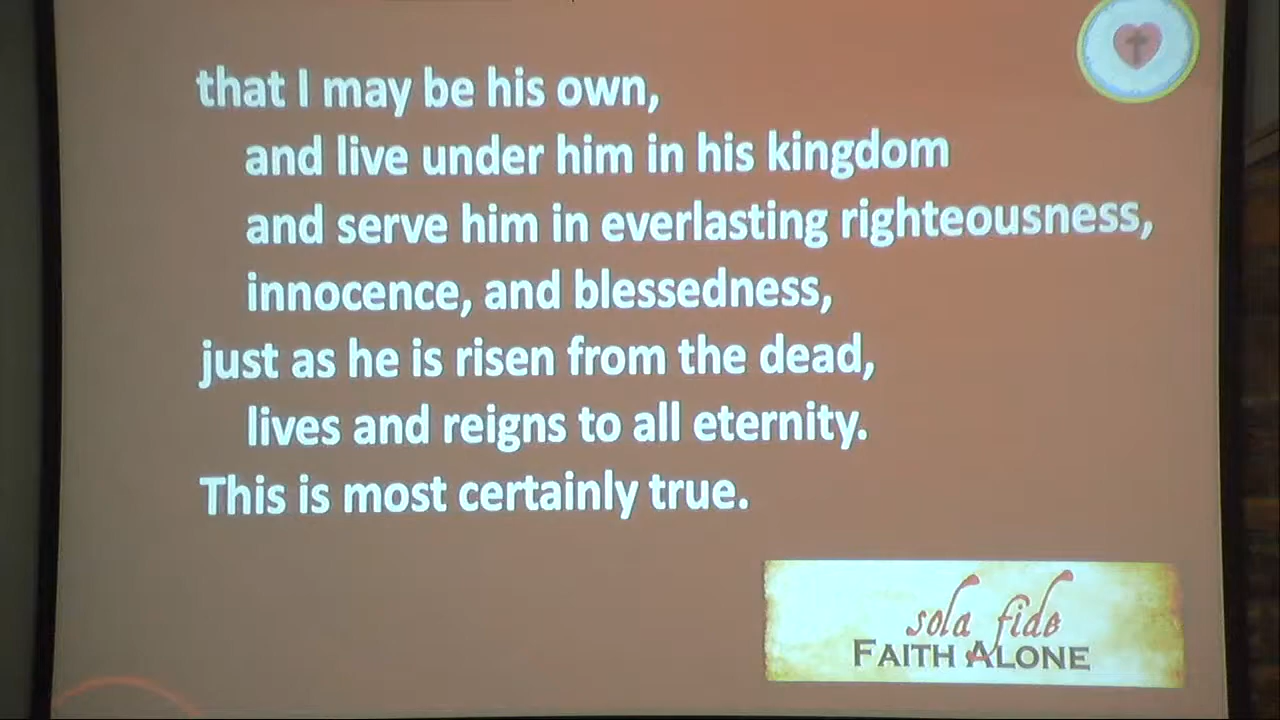 that I may be his own,
and live under him in his kingdom
and serve him in everlasting righteousness,
innocence, and blessedness,
just as he is risen from the dead,
lives and reigns to all eternity.
This is most certainly true.
sola fide
FAITH ALONE